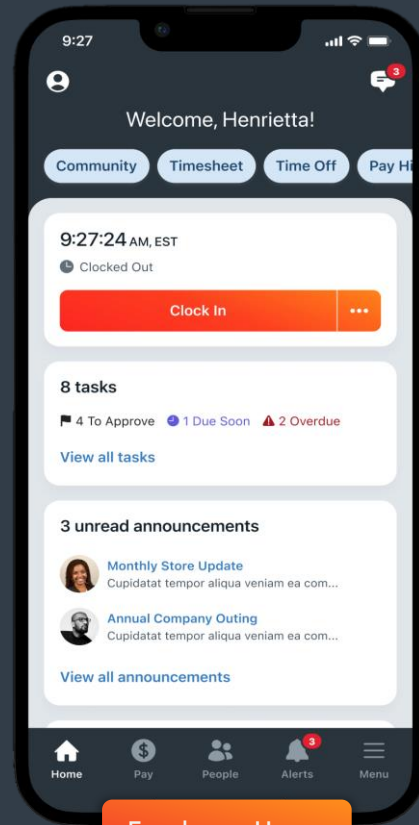 9:27
3
Welcome, Henrietta!
Community Timesheet Time Off Pay
9:27:24 AM, EST
Clocked Out
Clock In
8 tasks
4 To Approve 1 Due Soon 2 Overdue
View all tasks
3 unread announcements
Monthly Store Update
Cupidatat tempor aliqua veniam ea com...
Annual Company Outing
Cupidatat tempor aliqua veniam ea com...
View all announcements
$ 3
Home Pay People Alerts Menu